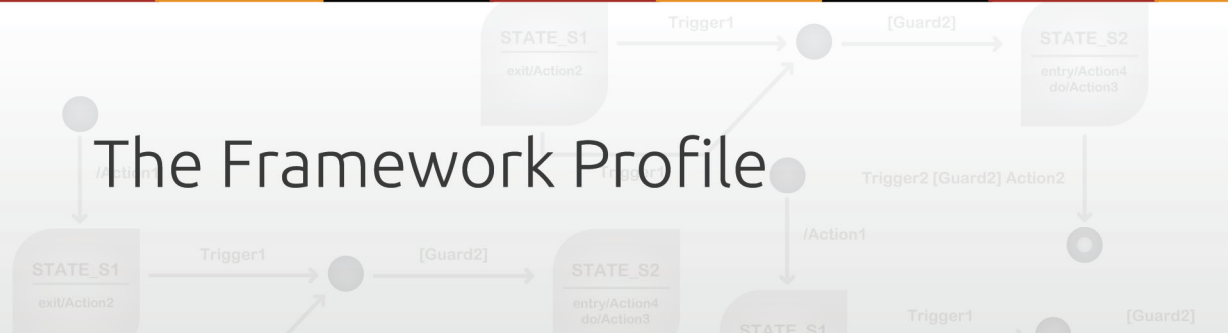 Trigger1
[Guard2]
STATE_S1
STATE_S2
exit/Action2
entry/Action4
do/Action3
The Framework Profile
/Action1
Trigger1
Trigger2 [Guard2] Action2
/Action1
STATE_S1
Trigger1
[Guard2]
STATE_S2
exit/Action2
entry/Action4
do/Action3
STATE_S1
Trigger1
[Guard2]